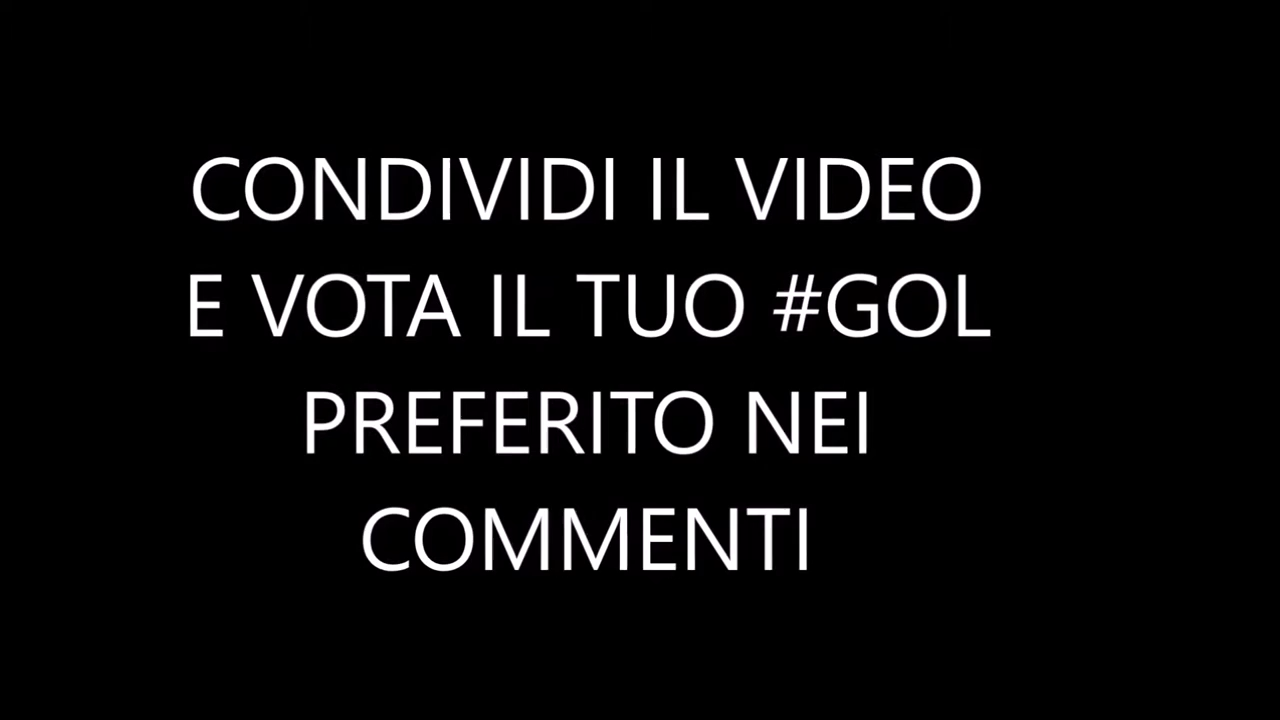 CONDIVIDI IL VIDEO
E VOTA IL TUO #GOL
PREFERITO NEI
COMMENTI